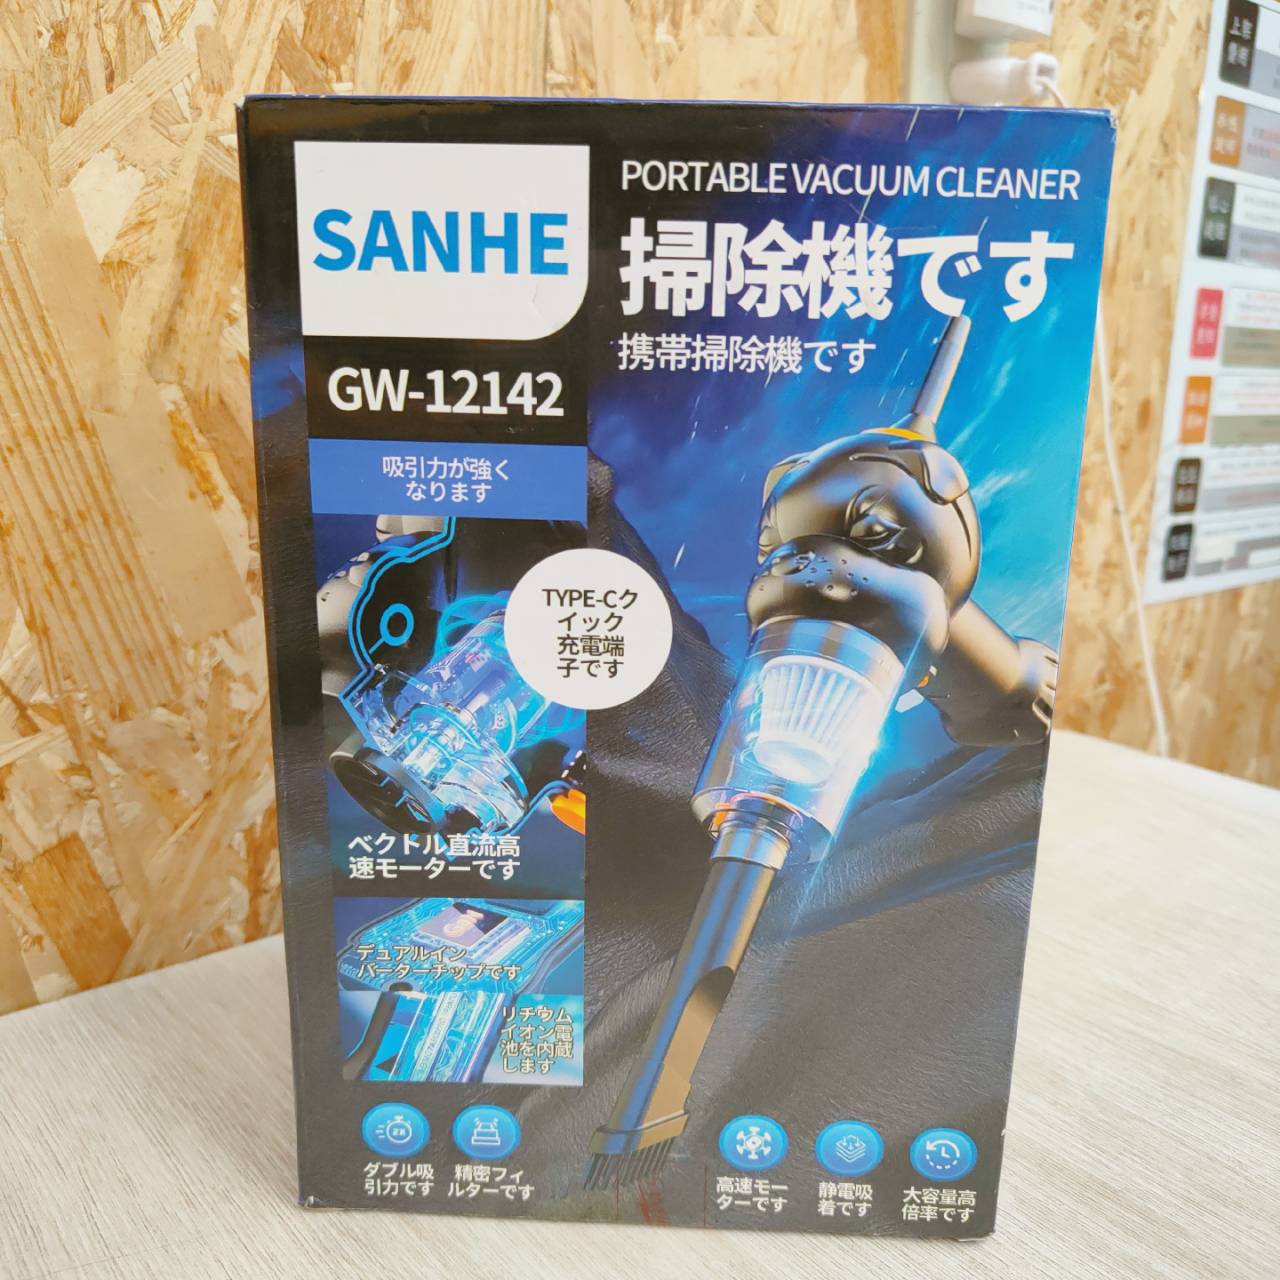 SANHE
GW-12142
PORTABLE VACUUM CLEANER
掃除機です
携帯掃除機です
吸引力が強く
なります
TYPE-Cク
イック
充電端
子です
ベクトル直流高
速モーターです
デュアルイン
バーターチップです
リチウム
イオン電
池を内蔵
します
2X
ダブル吸
引力です
精密フィ
ルターです
高速モー
ターです
静電吸
着です
大容量高
倍率です